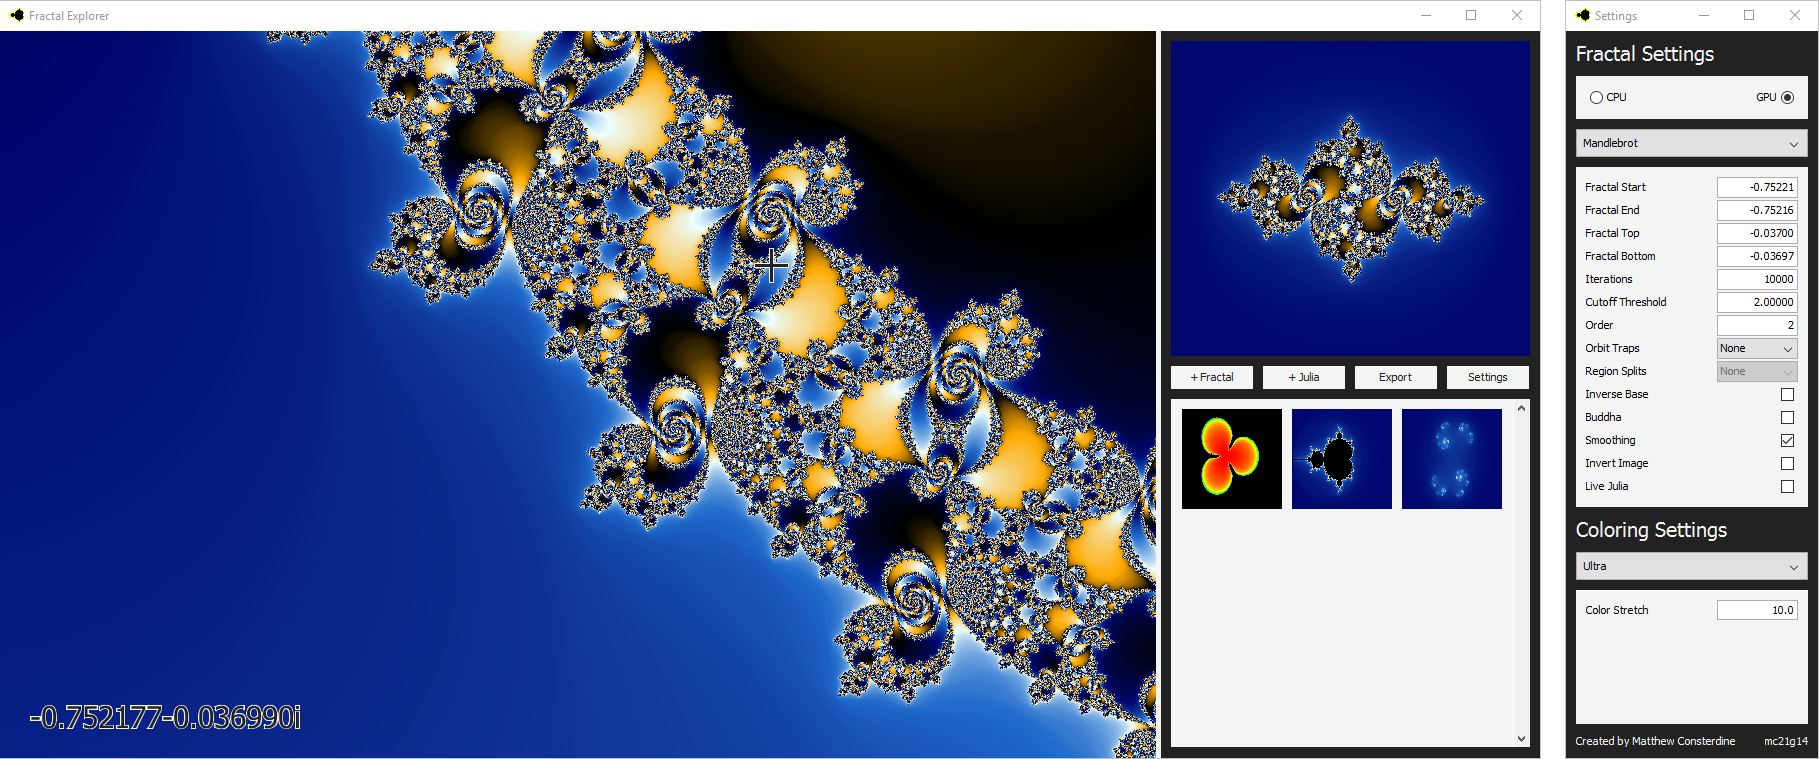 Fractal Explorer
-0.752177-0.036990i
+ Fractal + Julia Export Settings
Settings
Fractal Settings
CPU GPU
Mandlebrot
Fractal Start -0.75221
Fractal End -0.75216
Fractal Top -0.03700
Fractal Bottom -0.03697
Iterations 10000
Cutoff Threshold 2.00000
Order 2
Orbit Traps None
Region Splits None
Inverse Base
Buddha
Smoothing
Invert Image
Live Julia
Coloring Settings
Ultra
Color Stretch 10.0
Created by Matthew Consterdine mc21g14